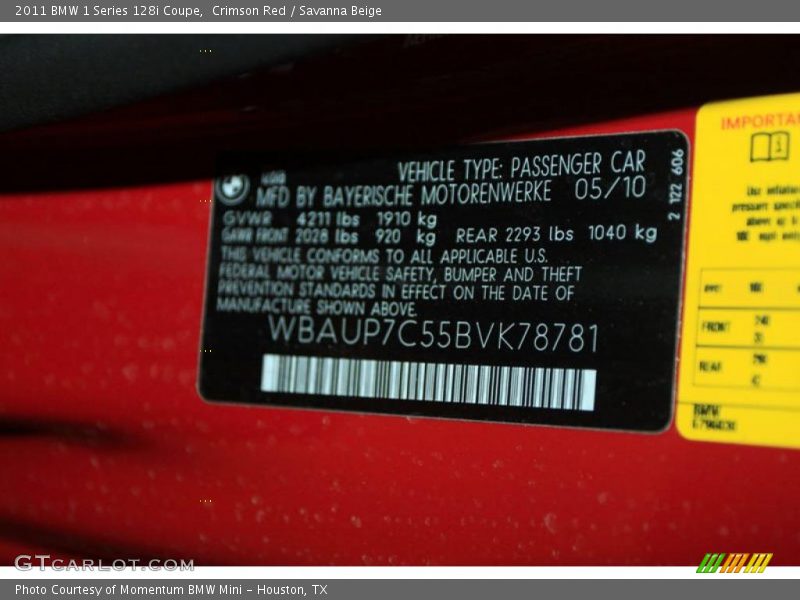 2011 BMW 1 Series 128i Coupe,  Crimson Red / Savanna Beige
VEHICLE TYPE: PASSENGER CAR
MFD BY BAYERISCHE MOTORENWERKE 05/10
GVWR 4211 lbs 1910 kg
GAWR FRONT 2028 lbs 920 kg REAR 2293 lbs 1040 kg
THIS VEHICLE CONFORMS TO ALL APPLICABLE U.S.
FEDERAL MOTOR VEHICLE SAFETY, BUMPER AND THEFT
PREVENTION STANDARDS IN EFFECT ON THE DATE OF
MANUFACTURE SHOWN ABOVE.
WBAUP7C55BVK78781
2 122 606
IMPORTA
FRONT
REAR
BMW
GTcarlot.com
Photo Courtesy of Momentum BMW Mini – Houston, TX